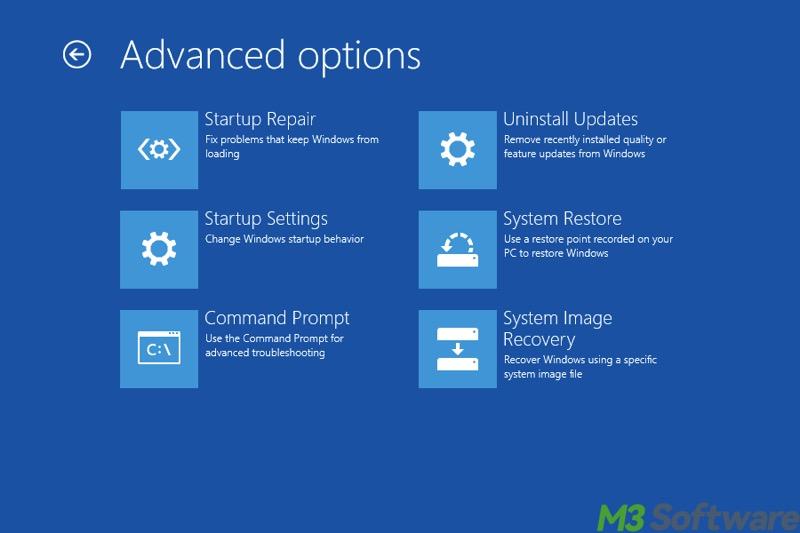 Advanced options
Startup Repair
Fix problems that keep Windows from
loading
Uninstall Updates
Remove recently installed quality or
feature updates from Windows
Startup Settings
Change Windows startup behavior
System Restore
Use a restore point recorded on your
PC to restore Windows
Command Prompt
Use the Command Prompt for
advanced troubleshooting
C:\
System Image
Recovery
Recover Windows using a specific
system image file
M3 Software